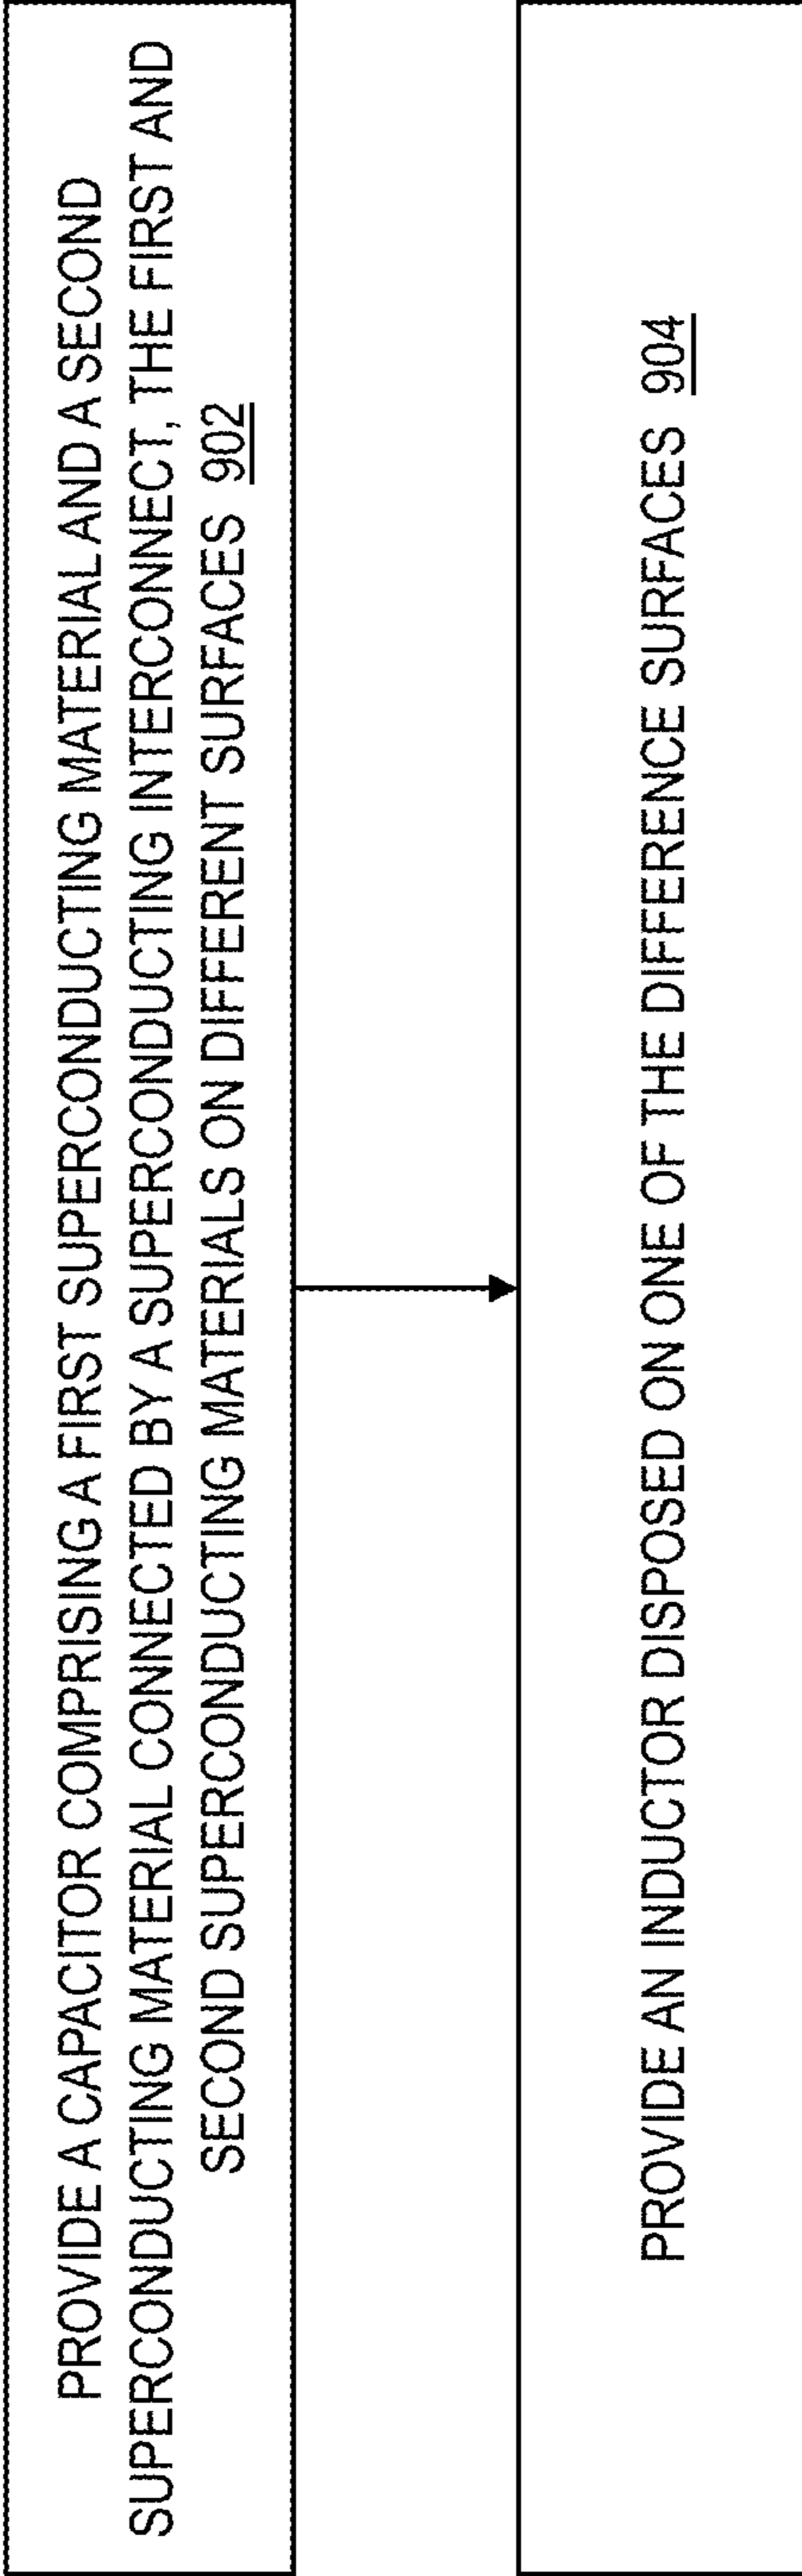 PROVIDE A CAPACITOR COMPRISING A FIRST SUPERCONDUCTING MATERIAL AND A SECOND
SUPERCONDUCTING MATERIAL CONNECTED BY A SUPERCONDUCTING INTERCONNECT, THE FIRST AND
SECOND SUPERCONDUCTING MATERIALS ON DIFFERENT SURFACES 902
PROVIDE AN INDUCTOR DISPOSED ON ONE OF THE DIFFERENCE SURFACES 904